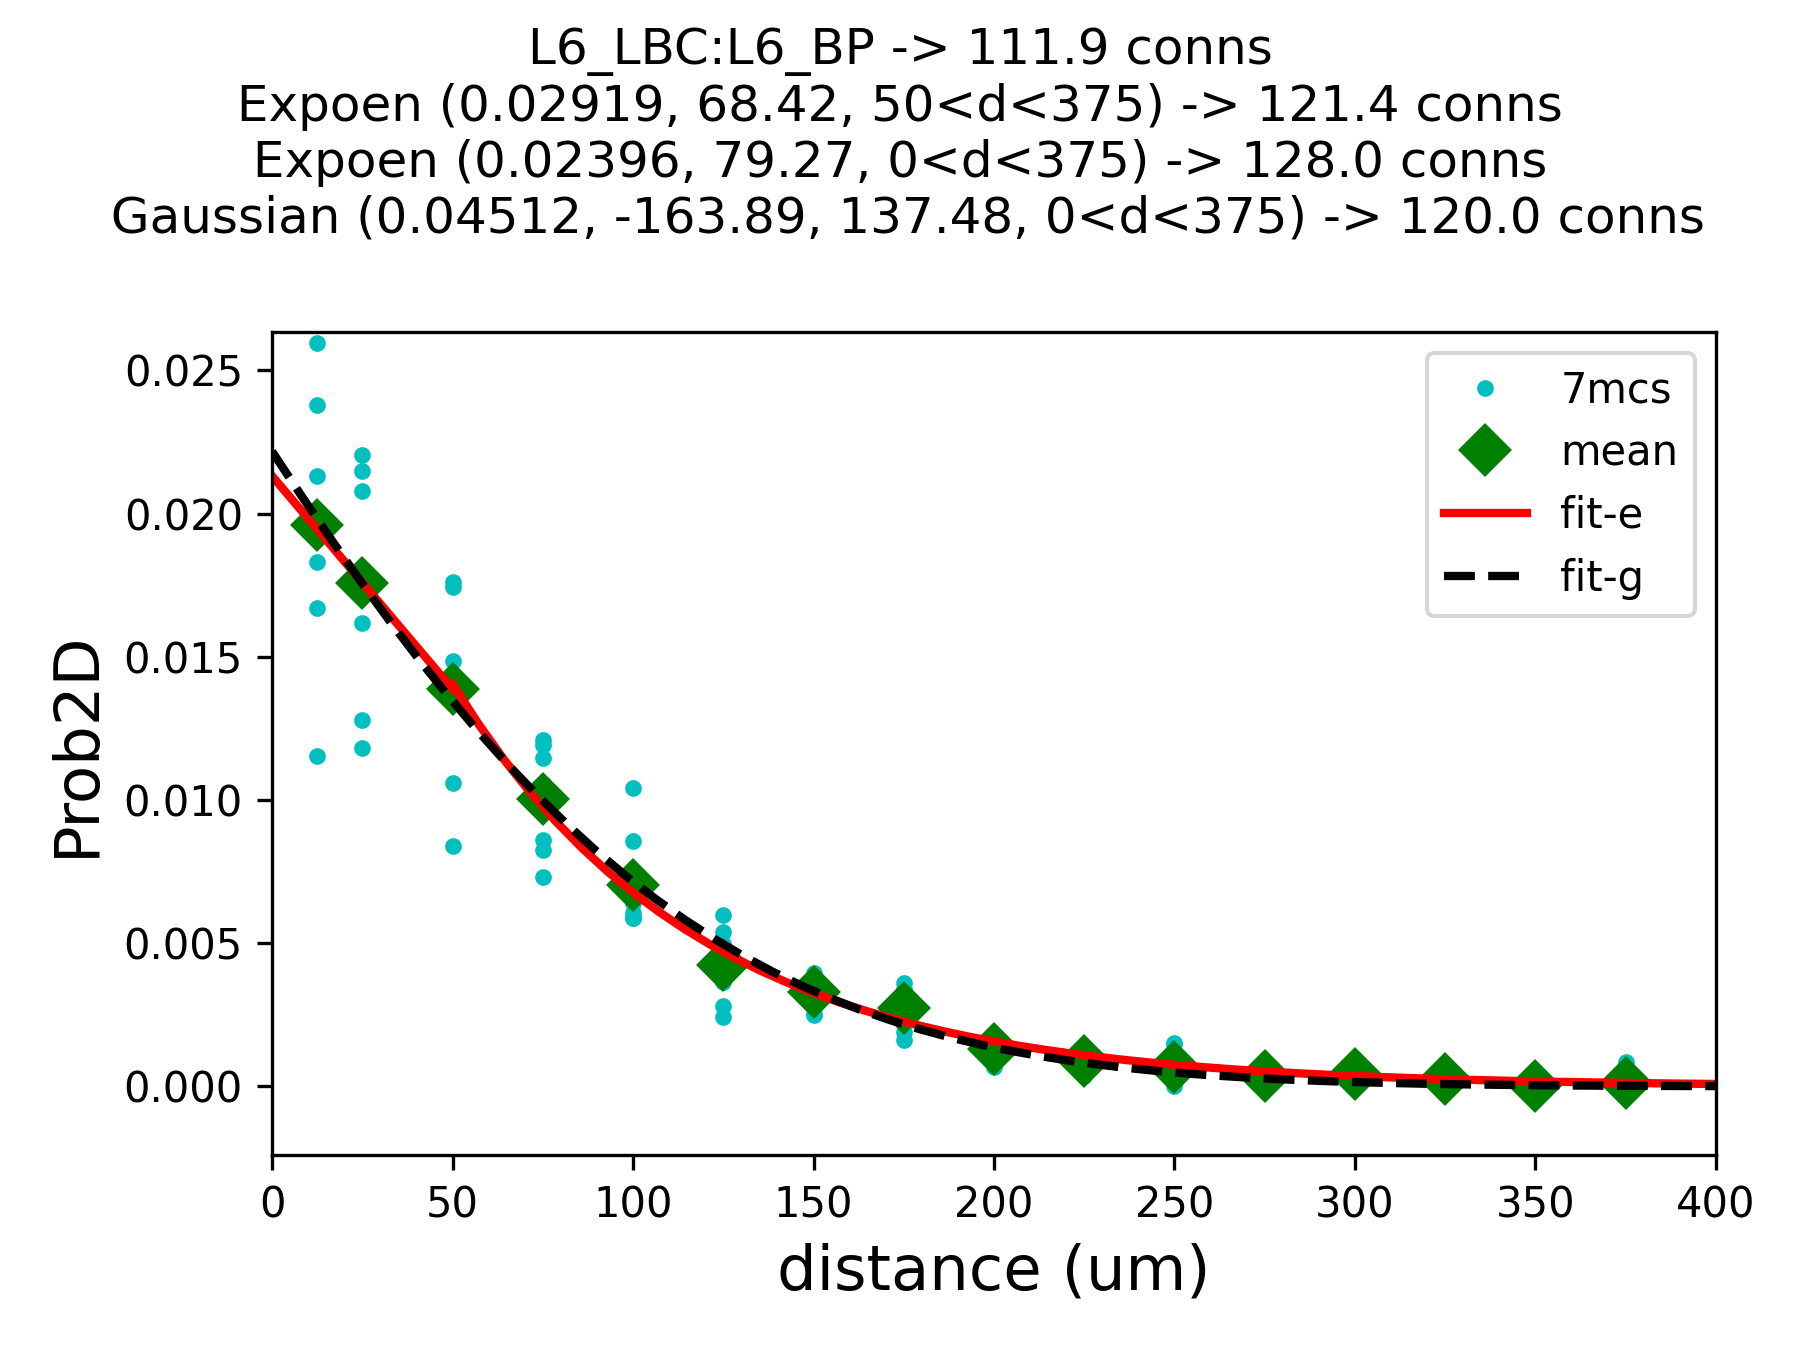 L6_LBC:L6_BP -> 111.9 conns
Expoen (0.02919, 68.42, 50<d<375) -> 121.4 conns
Expoen (0.02396, 79.27, 0<d<375) -> 128.0 conns
Gaussian (0.04512, -163.89, 137.48, 0<d<375) -> 120.0 conns
7mcs
mean
fit-e
fit-g
Prob2D
0.025
0.020
0.015
0.010
0.005
0.000
0 50 100 150 200 250 300 350 400
distance (um)